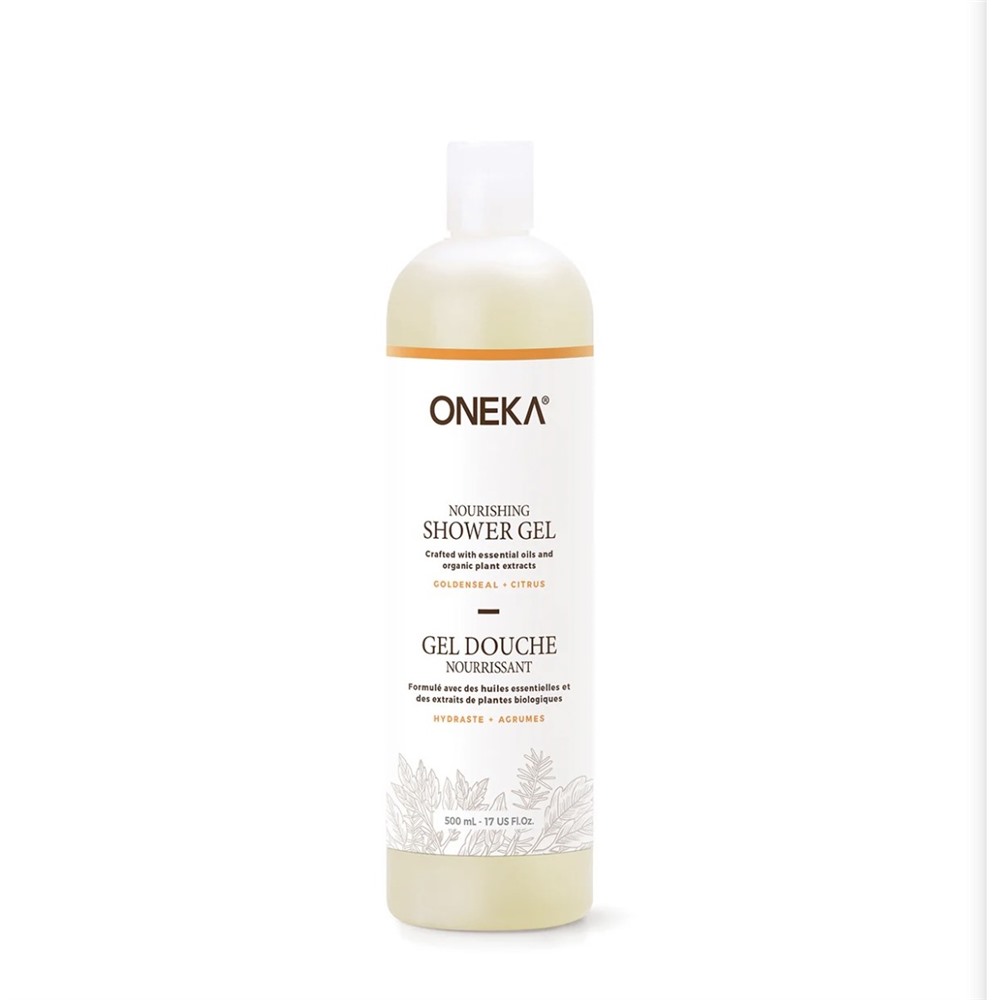 ONEKA®
NOURISHING
SHOWER GEL
Crafted with essential oils and
organic plant extracts
GOLDENSEAL + CITRUS
GEL DOUCHE
NOURRISSANT
Formulé avec des huiles essentielles et
des extraits de plantes biologiques
HYDRASTE + AGRUMES
500 mL - 17 US Fl.Oz.